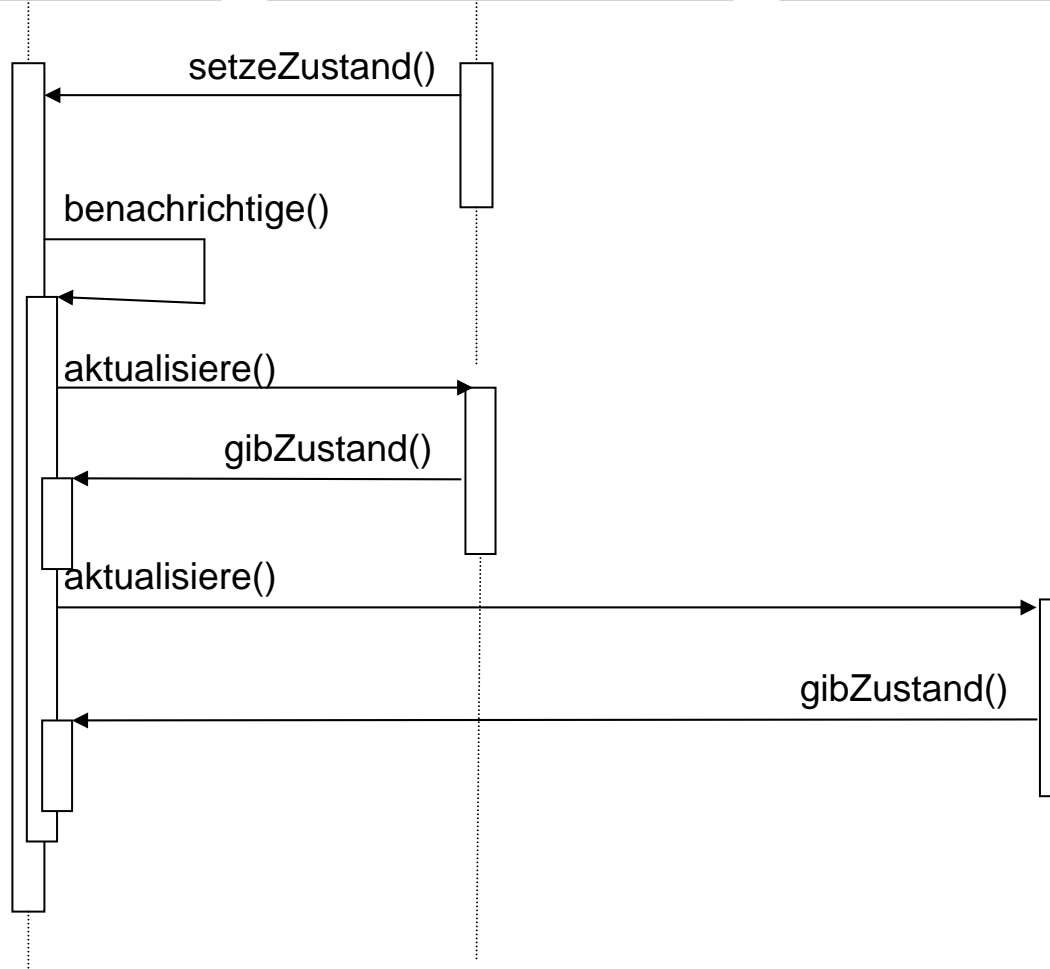 setzeZustand()
benachrichtige()
aktualisiere()
gibZustand()
aktualisiere()
gibZustand()